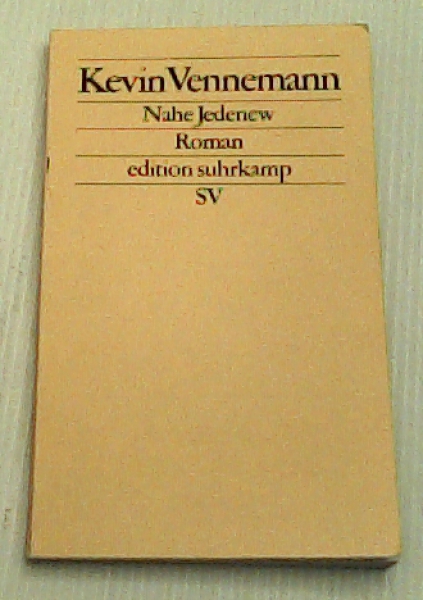 Kevin Vennemann
Nahe Jedenew
Roman
edition suhrkamp
SV